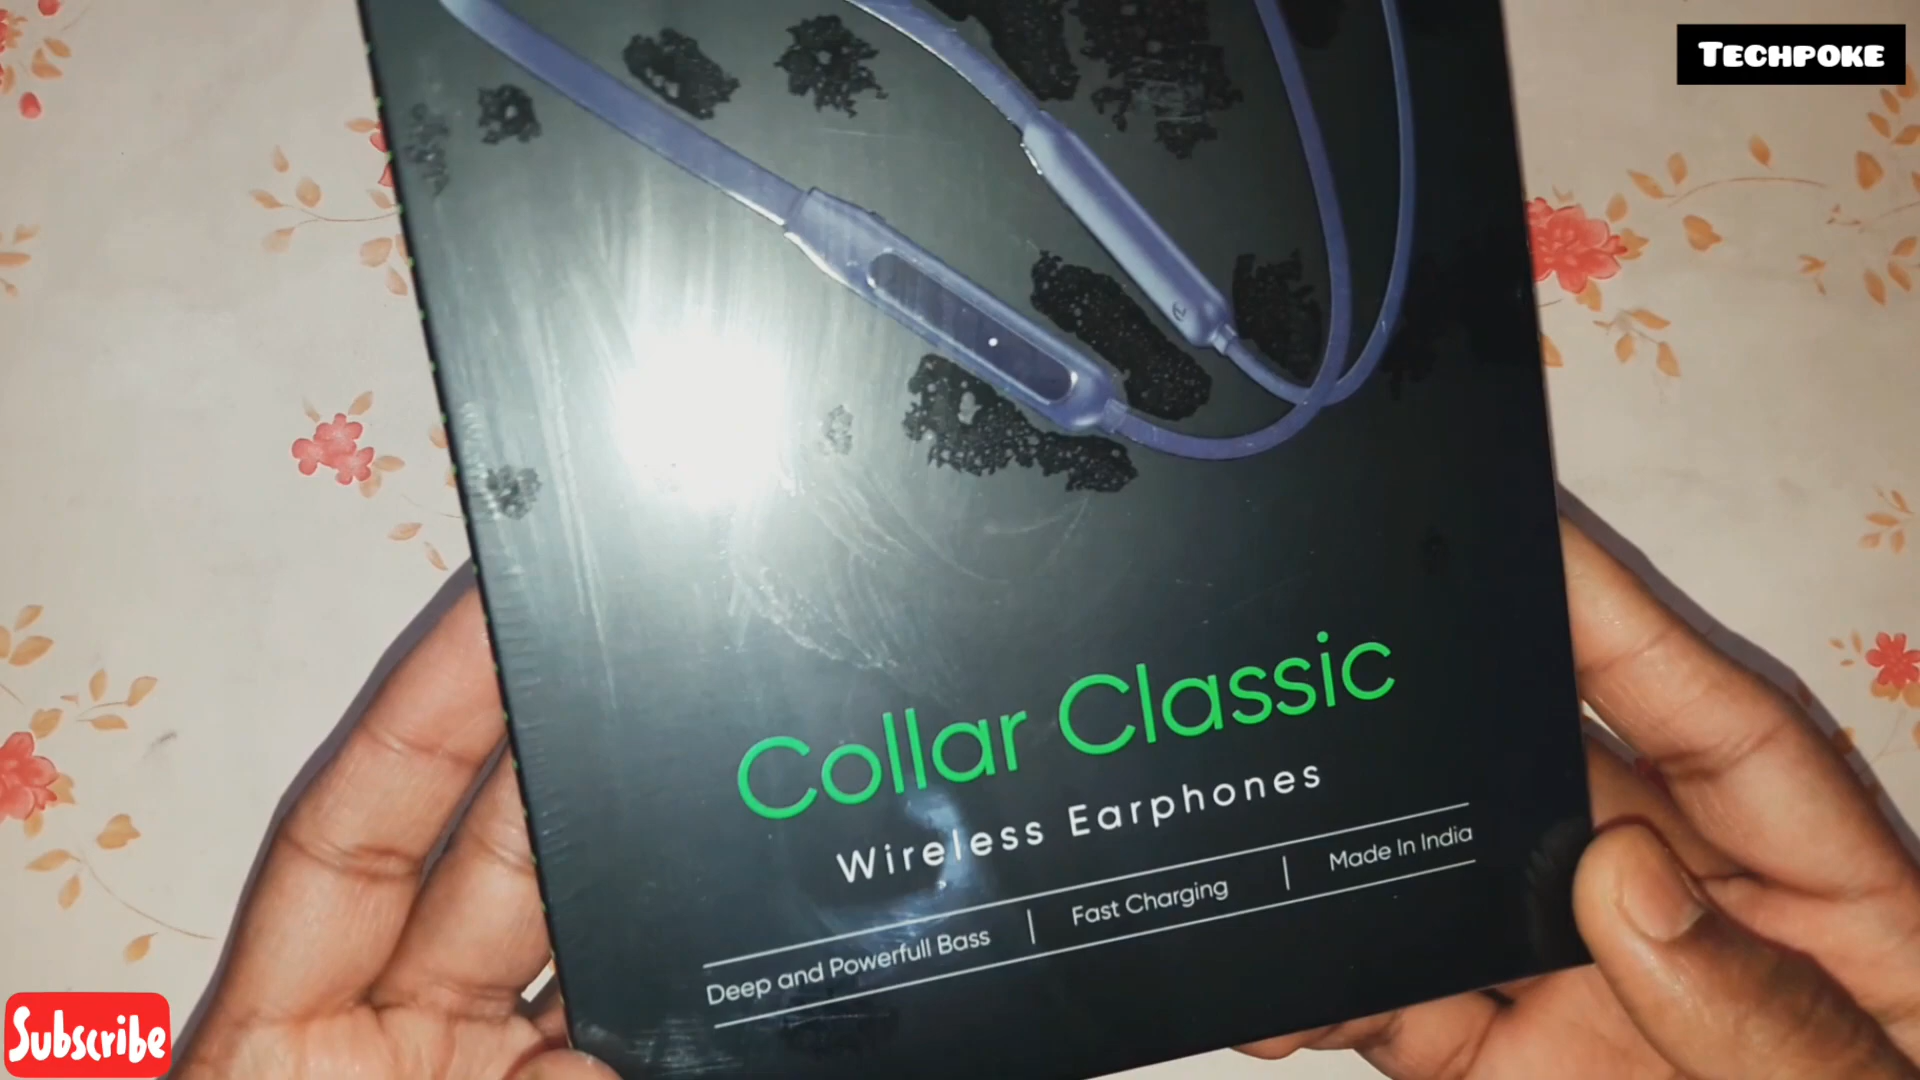 TECHPOKE
Collar Classic
Wireless Earphones
Deep and Powerfull Bass | Fast Charging | Made In India
Subscribe